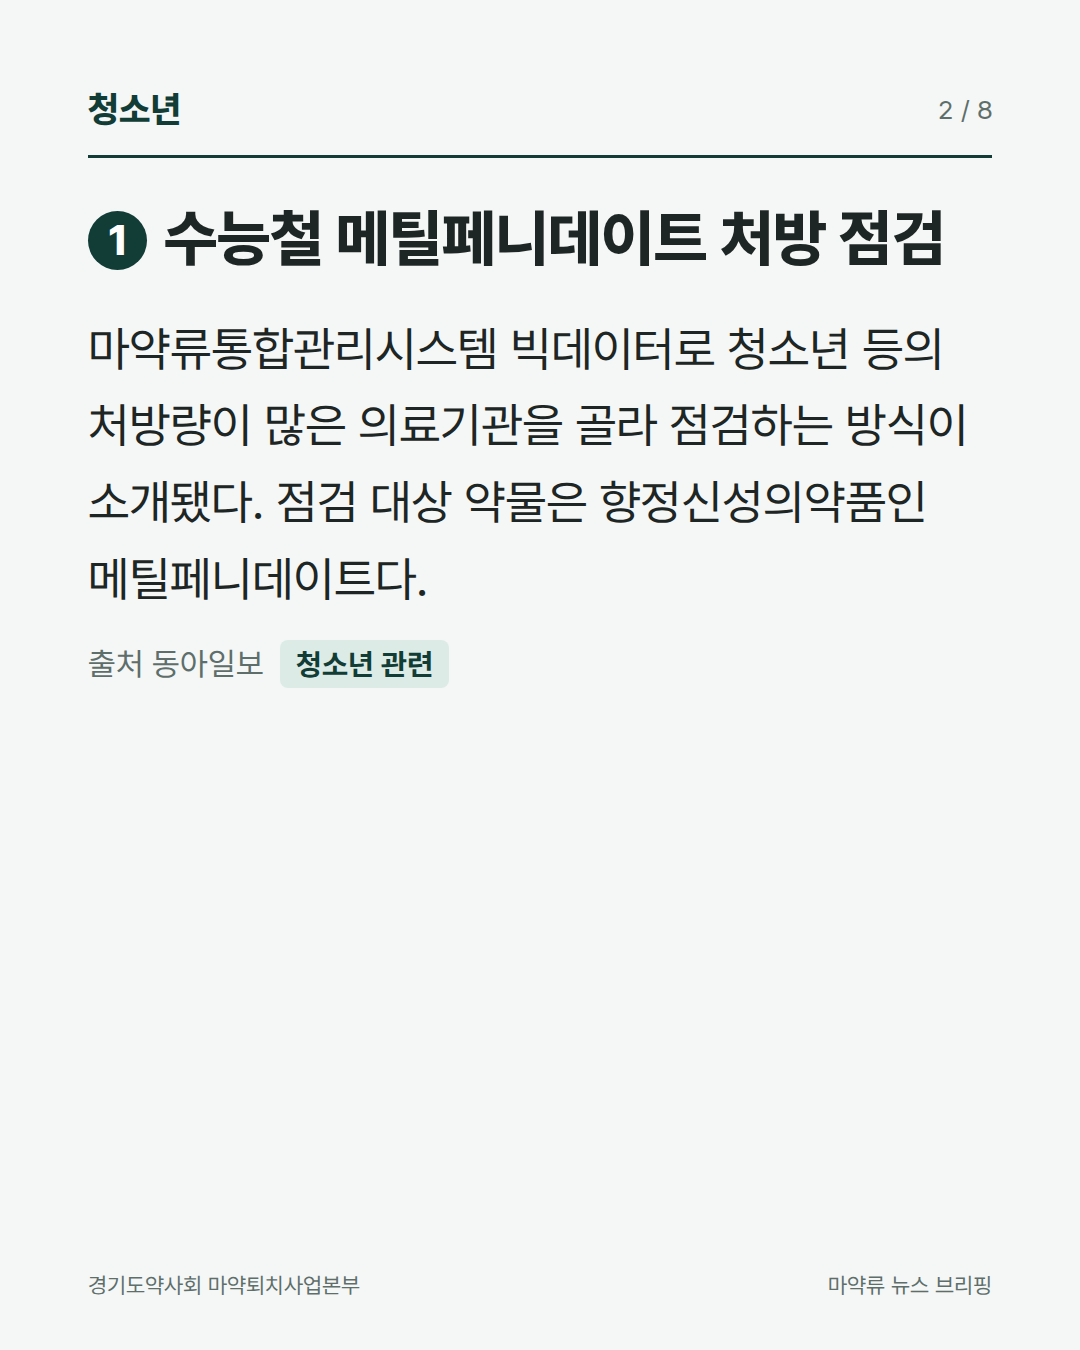 청소년
2 / 8
1 수능철 메틸페니데이트 처방 점검
마약류통합관리시스템 빅데이터로 청소년 등의
처방량이 많은 의료기관을 골라 점검하는 방식이
소개됐다. 점검 대상 약물은 향정신성의약품인
메틸페니데이트다.
출처 동아일보 청소년 관련
경기도약사회 마약퇴치사업본부
마약류 뉴스 브리핑